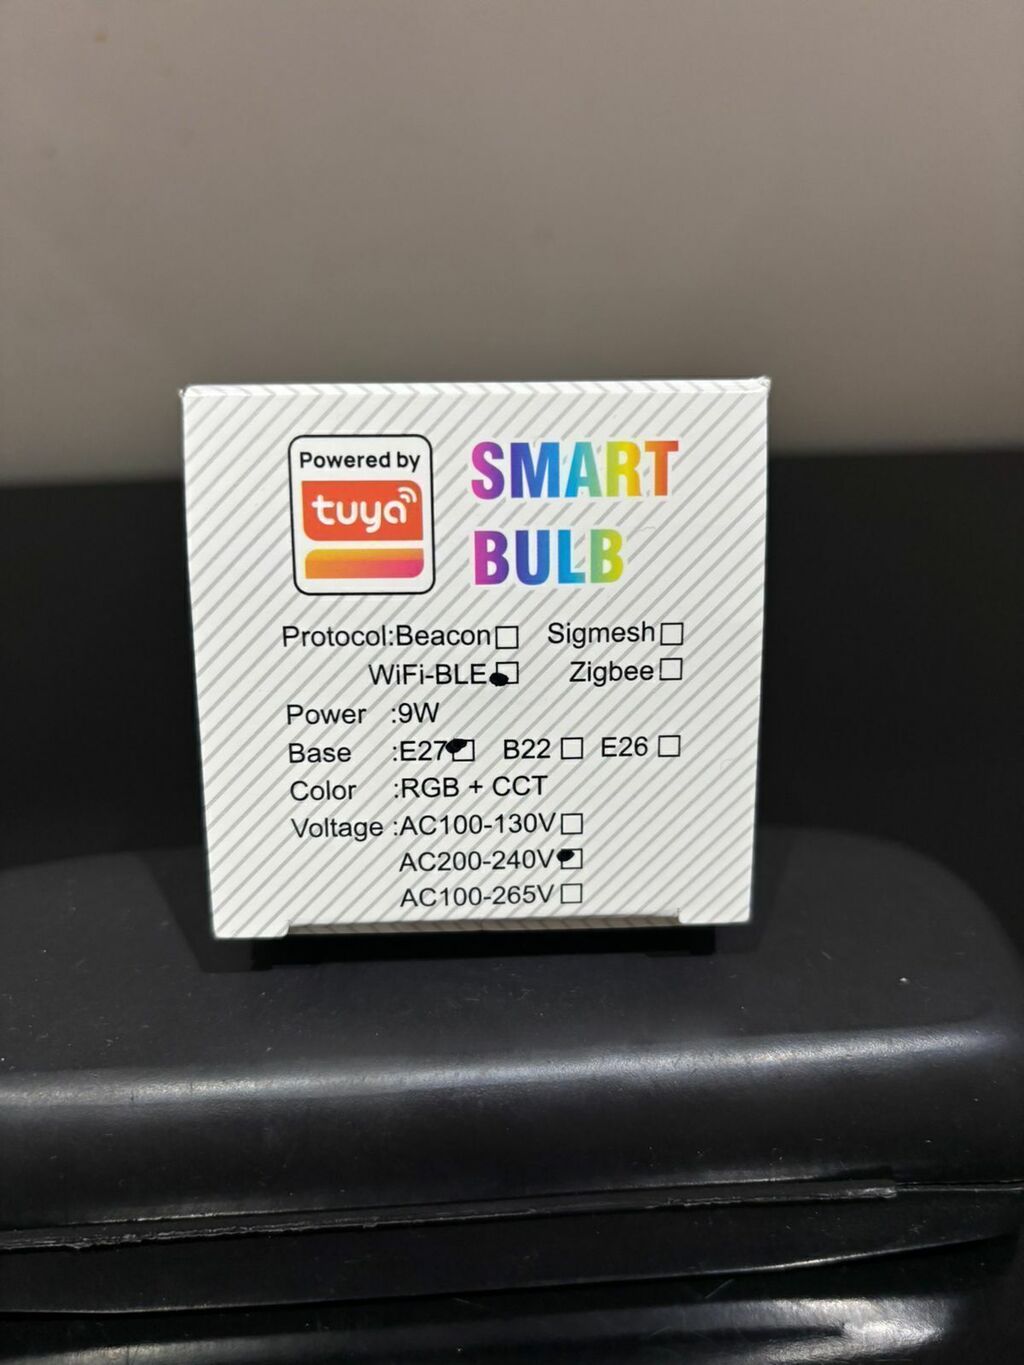 Powered by
tuya
SMART
BULB
Protocol:Beacon□ Sigmesh□
WiFi-BLE□ Zigbee□
Power :9W
Base :E27□ B22 □ E26 □
Color :RGB + CCT
Voltage :AC100-130V□
AC200-240V□
AC100-265V□